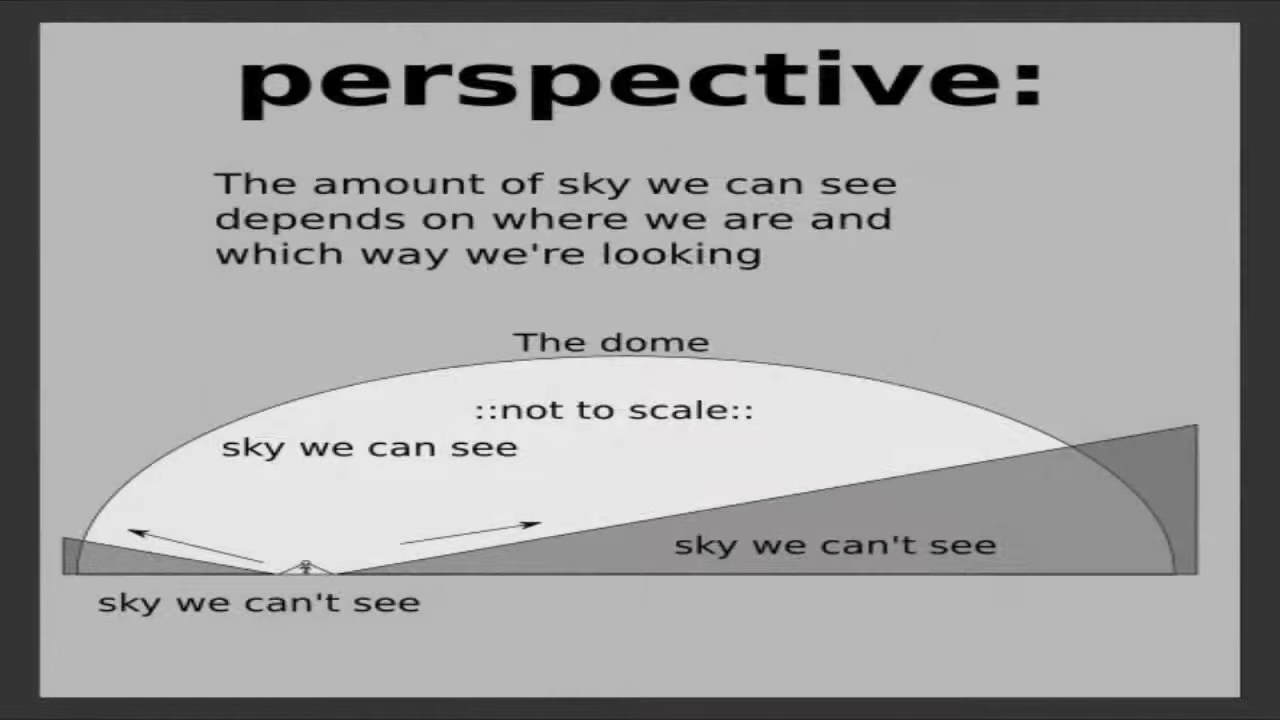 perspective:
The amount of sky we can see
depends on where we are and
which way we're looking
The dome
::not to scale::
sky we can see
sky we can't see
sky we can't see